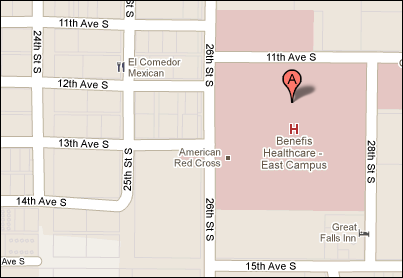 11th Ave S
24th St S
26th St S
11th Ave S
A
El Comedor
Mexican
12th Ave S
H
Benefis
Healthcare -
East Campus
13th Ave S
American
Red Cross
25th St S
28th St S
14th Ave S
26th St S
Great
Falls Inn
15th Ave S